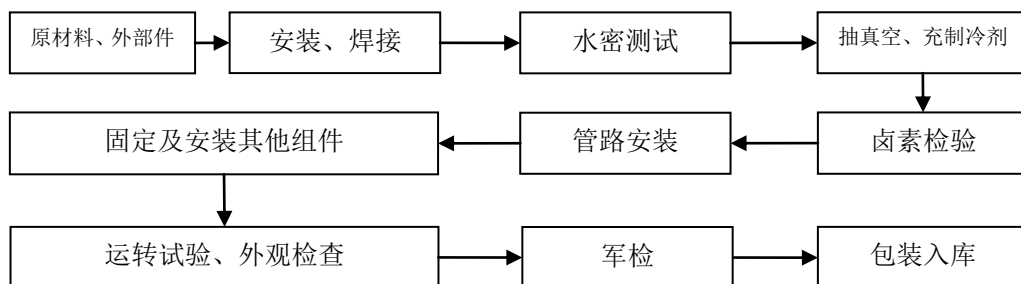 原材料、外部件
安装、焊接
水密测试
抽真空、充制冷剂
卤素检验
管路安装
固定及安装其他组件
运转试验、外观检查
军检
包装入库